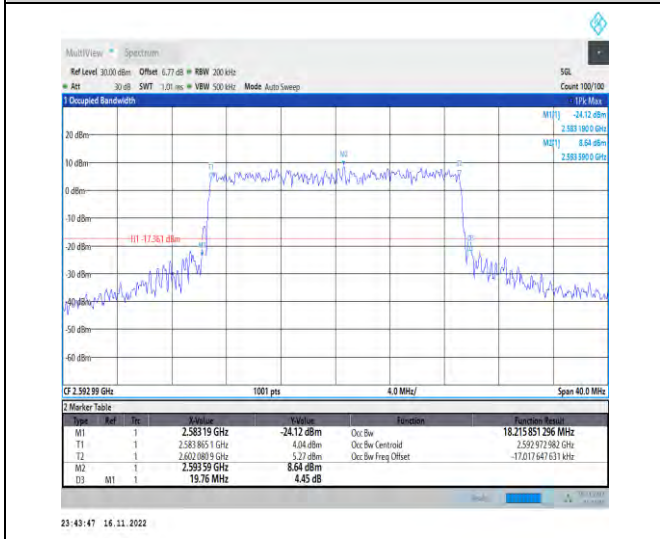 MultiView Spectrum
Ref Level 30.00 dBm Offset 6.77 dB RBW 200 kHz SGL
Att 30 dB SWT 1.01 ms VBW 500 kHz Mode Auto Sweep Count 100/100
1 Occupied Bandwidth 1Pk Max
M1[1] -24.12 dBm
2.583 190 0 GHz
M2[1] 8.64 dBm
2.593 590 0 GHz
20 dBm
M2
10 dBm
T1
0 dBm
-10 dBm
H1 -17.361 dBm
-20 dBm
-30 dBm
-40 dBm
-50 dBm
-60 dBm
CF 2.592 99 GHz 1001 pts 4.0 MHz/ Span 40.0 MHz
2 Marker Table
Type Ref Trc X-Value Y-Value Function Function Result
M1 1 2.583 19 GHz -24.12 dBm Occ Bw 18.215 851 296 MHz
T1 1 2.583 865 1 GHz 4.04 dBm Occ Bw Centroid 2.592 972 982 GHz
T2 1 2.602 080 9 GHz 5.27 dBm Occ Bw Freq Offset -17.017 647 631 kHz
M2 1 2.593 59 GHz 8.64 dBm
D3 M1 1 19.76 MHz 4.45 dB
23:43:47 16.11.2022